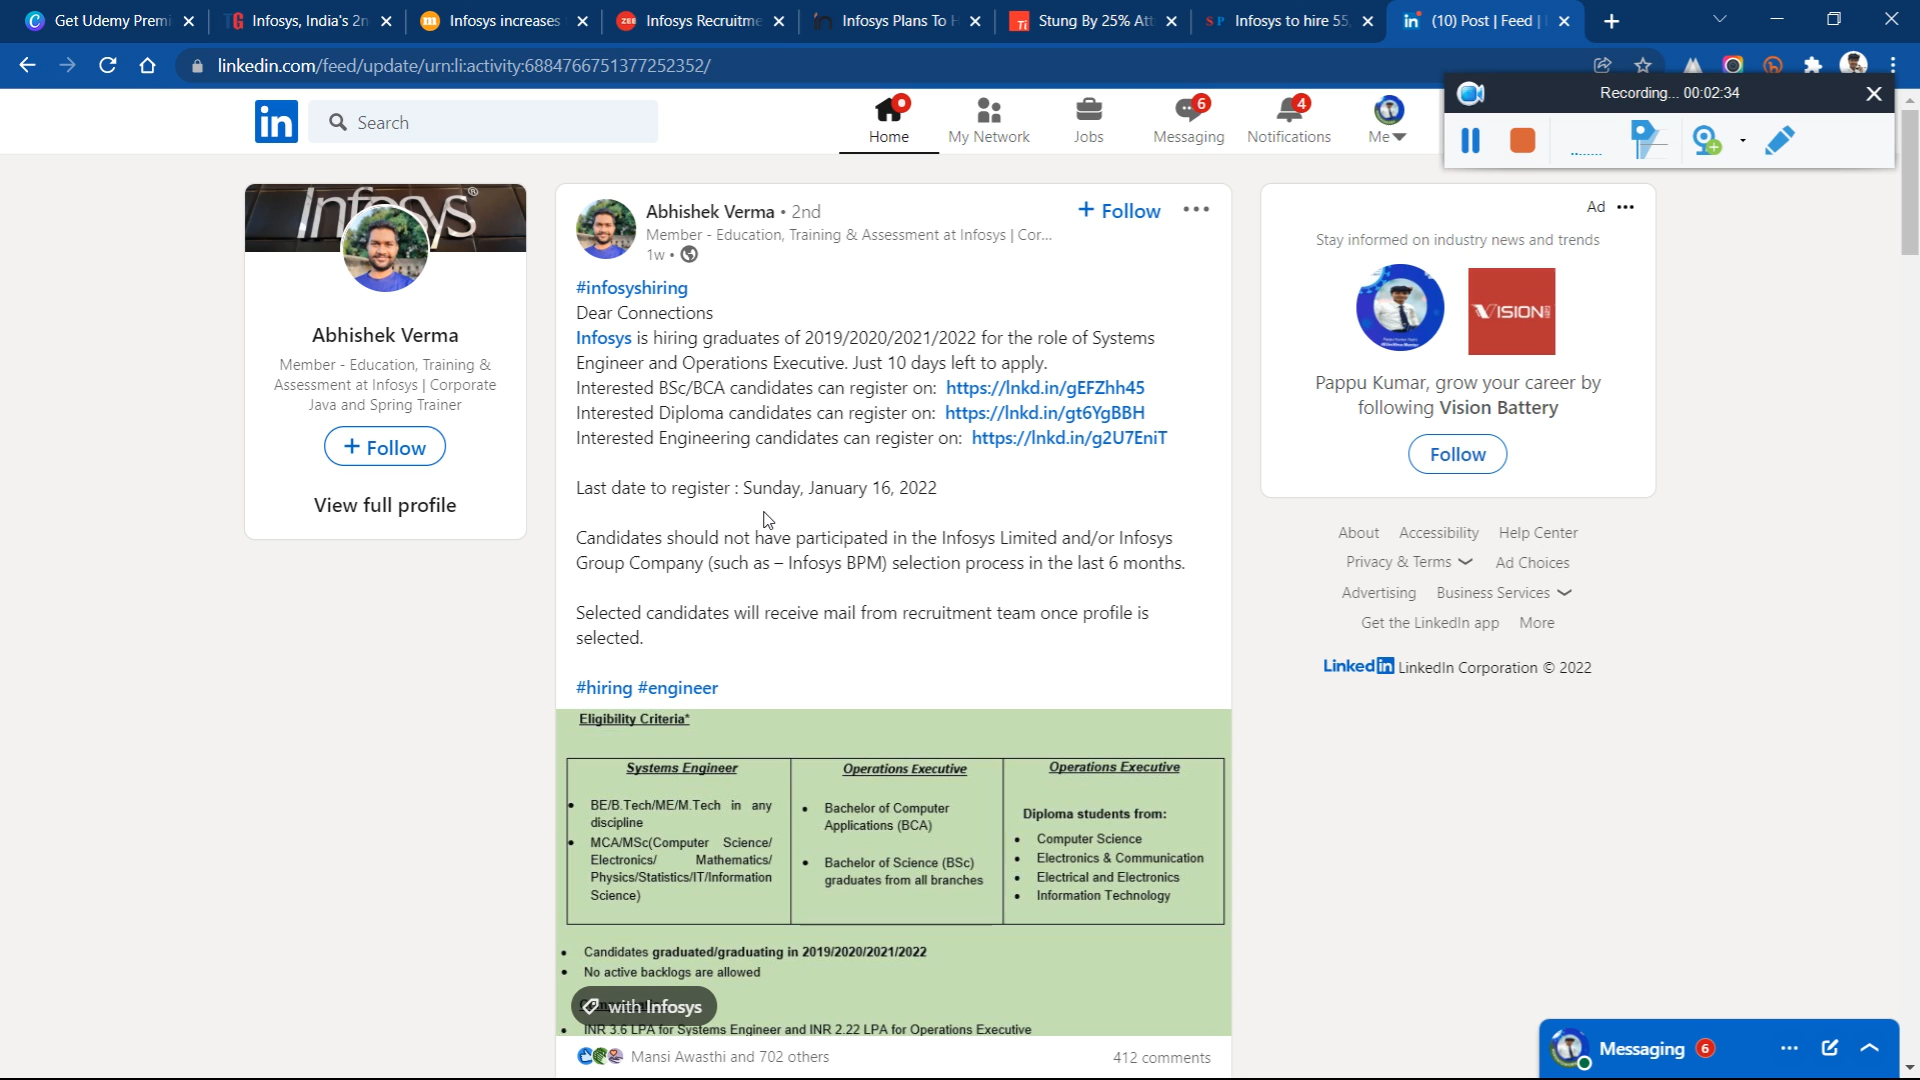 Get Udemy Premi
Infosys, India's 2n
Infosys increases
Infosys Recruitme
Infosys Plans To H
Stung By 25% Att
Infosys to hire 55,
(10) Post | Feed |
linkedin.com/feed/update/urn:li:activity:6884766751377252352/
Recording... 00:02:34
in
Search
Home
My Network
Jobs
6
Messaging
4
Notifications
Me
Infosys®
Abhishek Verma
Member - Education, Training &
Assessment at Infosys | Corporate
Java and Spring Trainer
+ Follow
View full profile
Abhishek Verma • 2nd
Member - Education, Training & Assessment at Infosys | Cor...
1w •
+ Follow
#infosyshiring
Dear Connections
Infosys is hiring graduates of 2019/2020/2021/2022 for the role of Systems
Engineer and Operations Executive. Just 10 days left to apply.
Interested BSc/BCA candidates can register on: https://lnkd.in/gEFZhh45
Interested Diploma candidates can register on: https://lnkd.in/gt6YgBBH
Interested Engineering candidates can register on: https://lnkd.in/g2U7EniT
Last date to register : Sunday, January 16, 2022
Candidates should not have participated in the Infosys Limited and/or Infosys
Group Company (such as – Infosys BPM) selection process in the last 6 months.
Selected candidates will receive mail from recruitment team once profile is
selected.
#hiring #engineer
Eligibility Criteria*
Systems Engineer
• BE/B.Tech/ME/M.Tech in any
discipline
• MCA/MSc(Computer Science/
Electronics/ Mathematics/
Physics/Statistics/IT/Information
Science)
Operations Executive
• Bachelor of Computer
Applications (BCA)
• Bachelor of Science (BSc)
graduates from all branches
Operations Executive
Diploma students from:
• Computer Science
• Electronics & Communication
• Electrical and Electronics
• Information Technology
• Candidates graduated/graduating in 2019/2020/2021/2022
• No active backlogs are allowed
with Infosys
• INR 3.6 LPA for Systems Engineer and INR 2.22 LPA for Operations Executive
Mansi Awasthi and 702 others
412 comments
Ad
Stay informed on industry news and trends
VISION
Pappu Kumar, grow your career by
following Vision Battery
Follow
About Accessibility Help Center
Privacy & Terms Ad Choices
Advertising Business Services
Get the LinkedIn app More
LinkedIn LinkedIn Corporation © 2022
Messaging 6